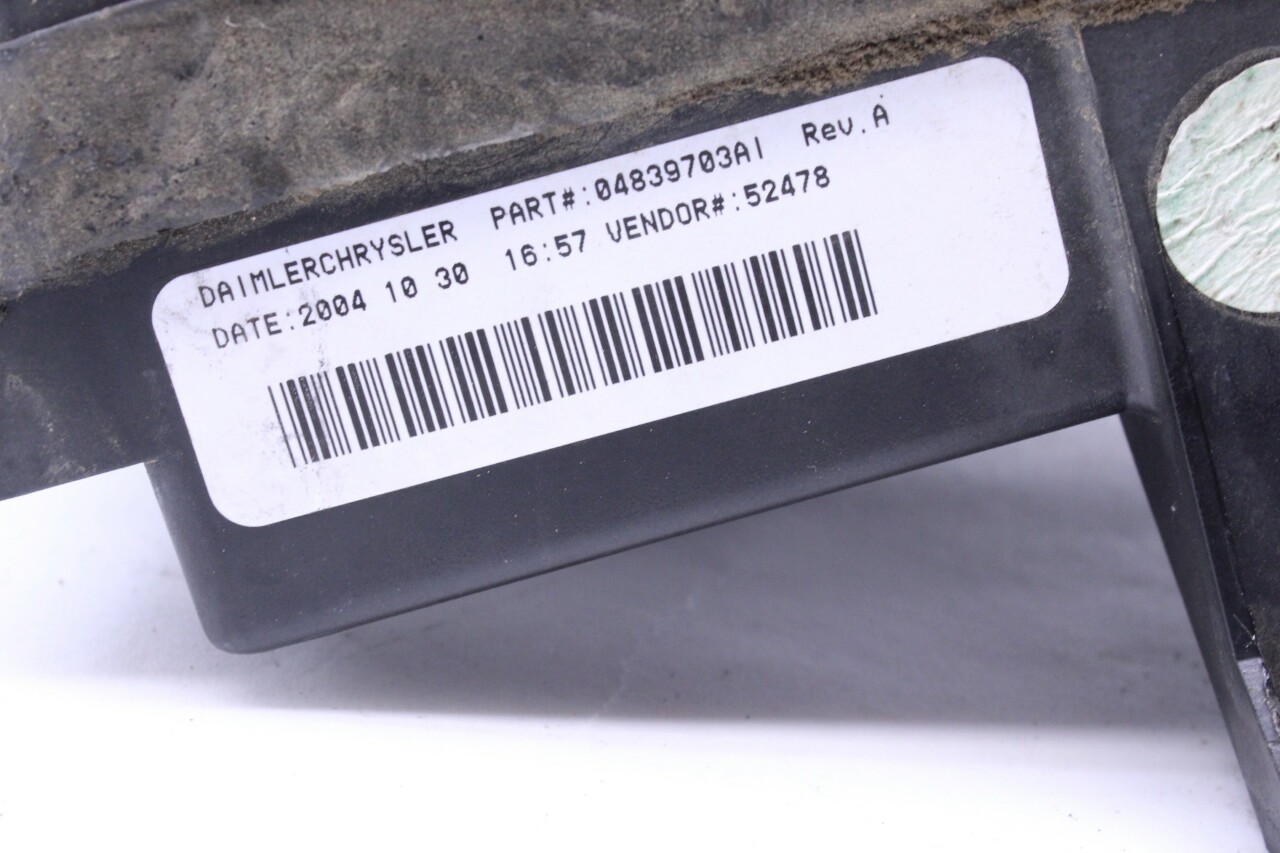 DAIMLERCHRYSLER PART#:04839703AI Rev.A
DATE:2004 10 30 16:57 VENDOR#:52478